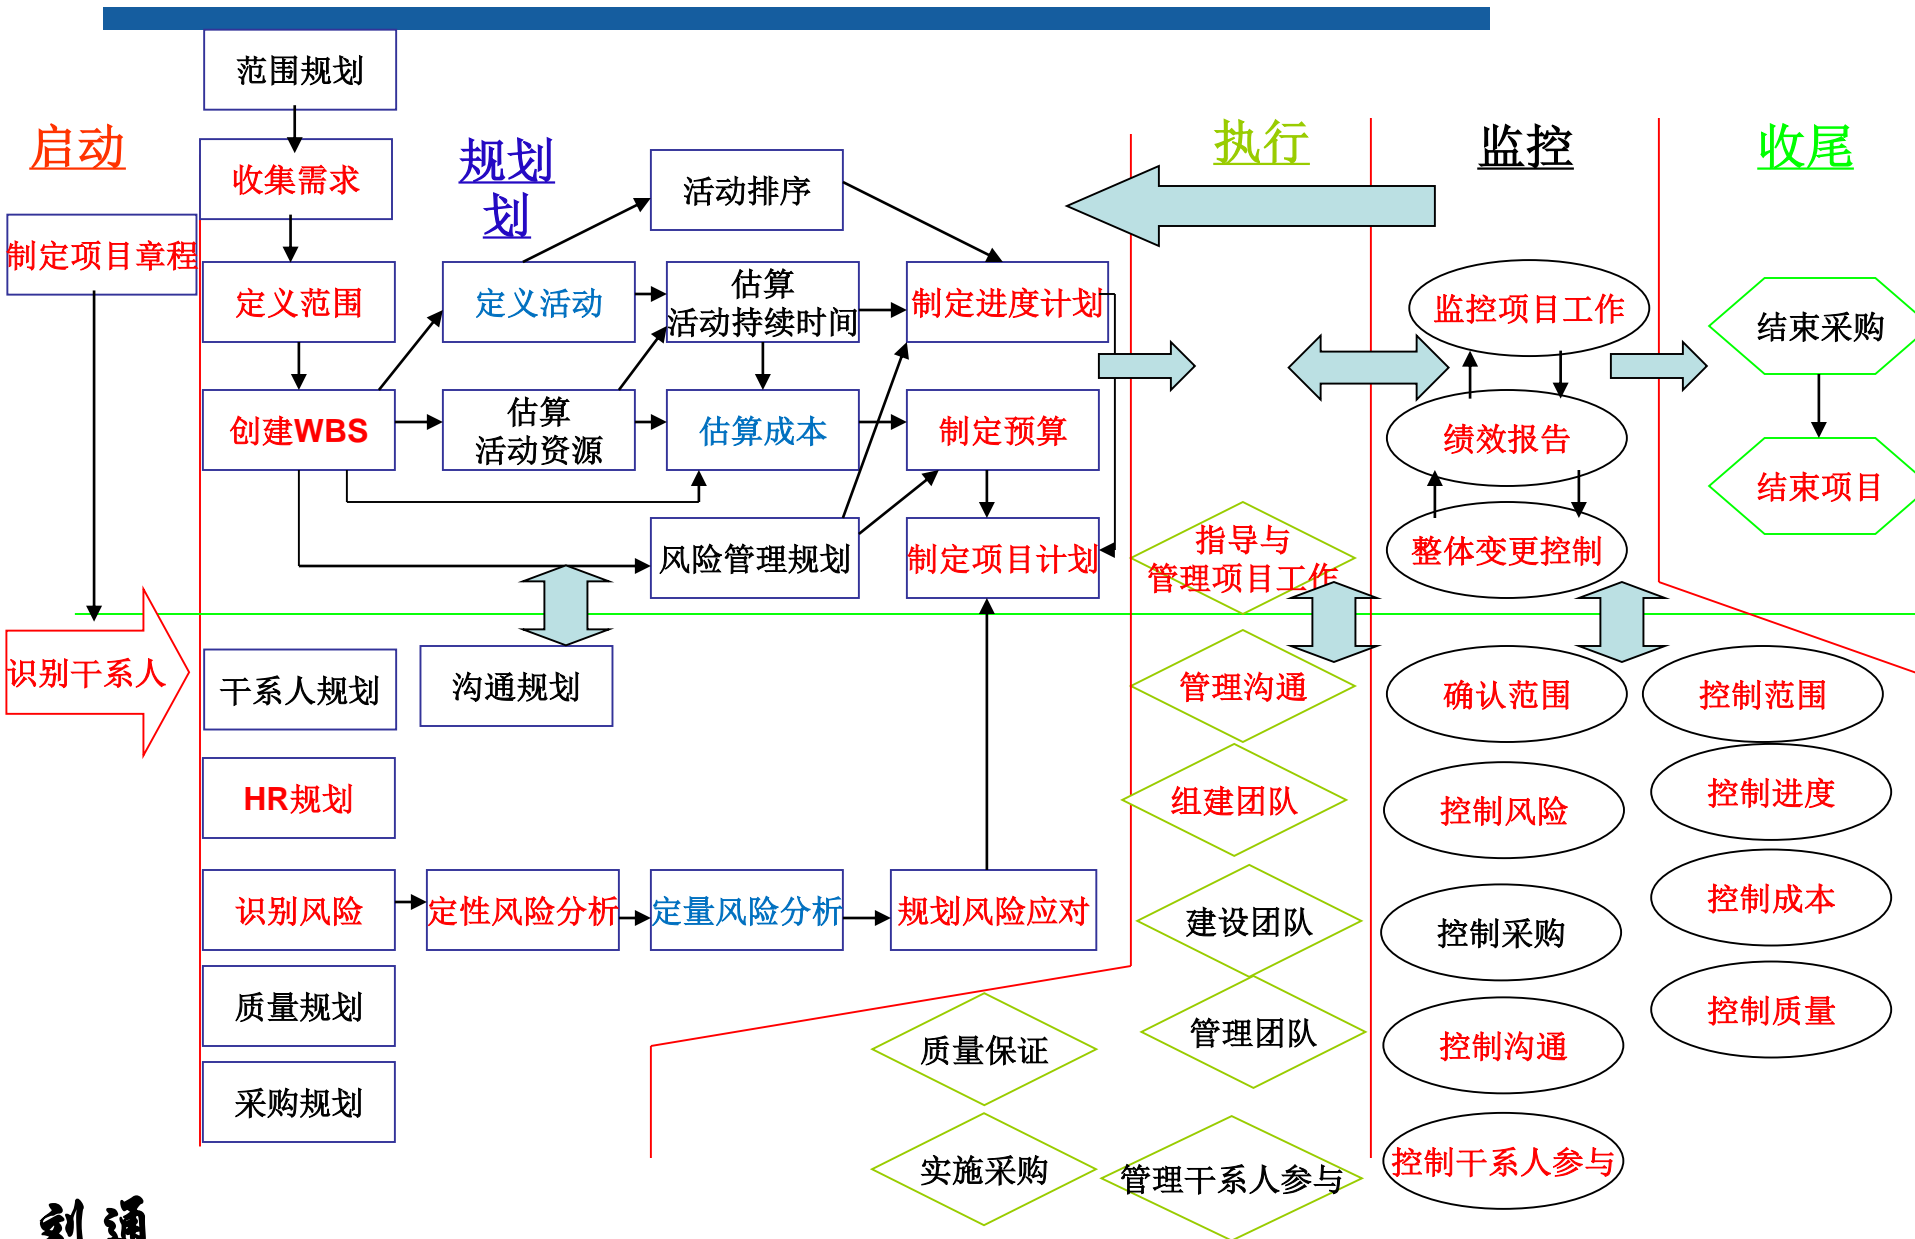 范围规划
启动
收集需求
规划
划
执行
监控
收尾
活动排序
制定项目章程
定义范围
定义活动
估算
活动持续时间
制定进度计划
监控项目工作
结束采购
创建WBS
估算
活动资源
估算成本
制定预算
绩效报告
结束项目
风险管理规划
制定项目计划
指导与
管理项目工作
整体变更控制
识别干系人
干系人规划
沟通规划
管理沟通
确认范围
控制范围
HR规划
组建团队
控制风险
控制进度
识别风险
定性风险分析
定量风险分析
规划风险应对
建设团队
控制采购
控制成本
质量规划
质量保证
管理团队
控制沟通
控制质量
采购规划
实施采购
管理干系人参与
控制干系人参与